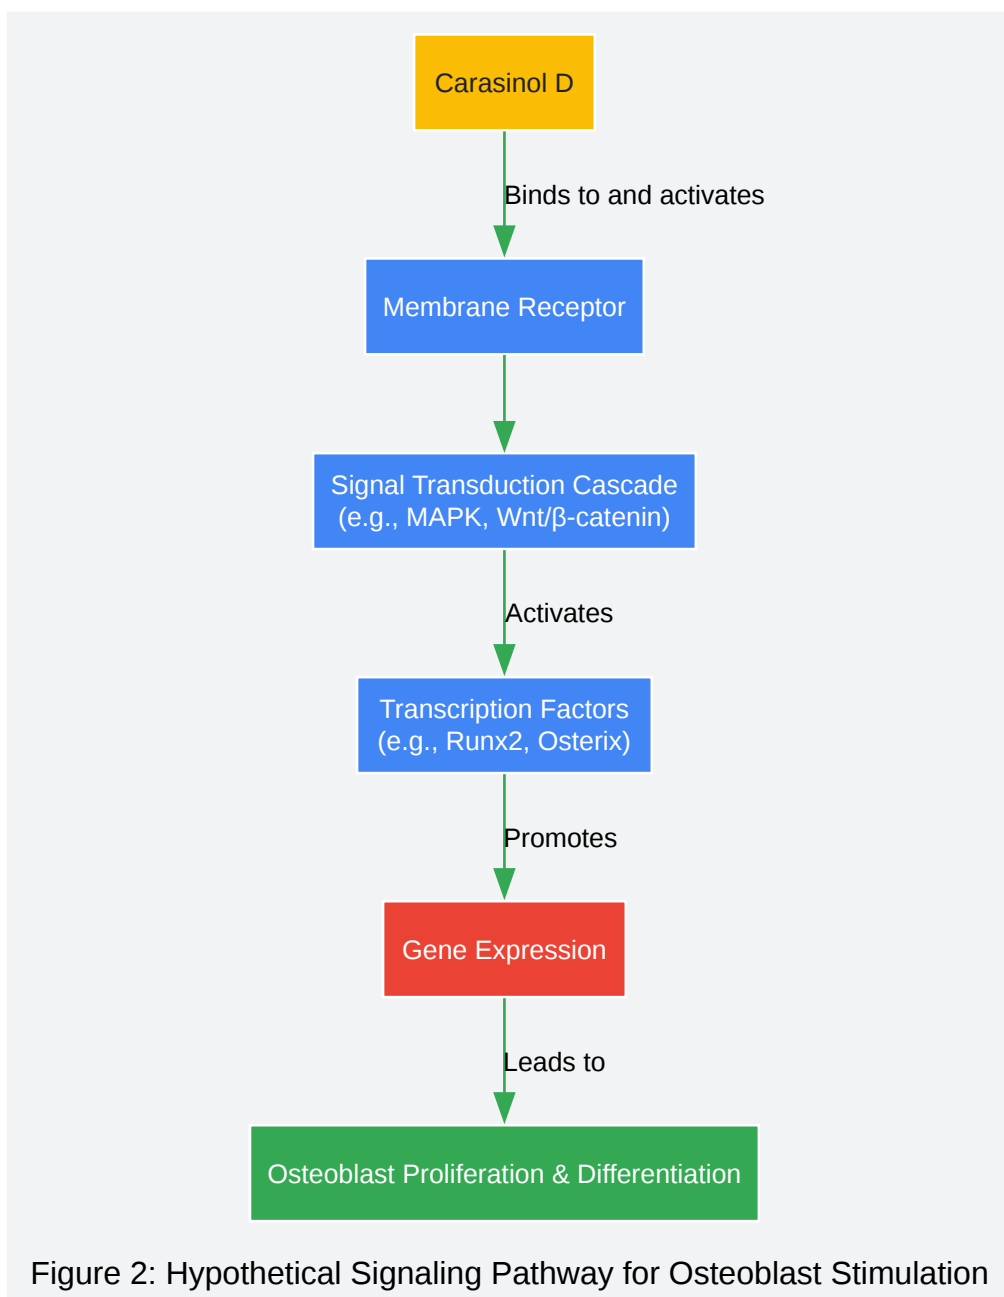 Carasinol D
Binds to and activates
Membrane Receptor
Signal Transduction Cascade
(e.g., MAPK, Wnt/β-catenin)
Activates
Transcription Factors
(e.g., Runx2, Osterix)
Promotes
Gene Expression
Leads to
Osteoblast Proliferation & Differentiation
Figure 2: Hypothetical Signaling Pathway for Osteoblast Stimulation